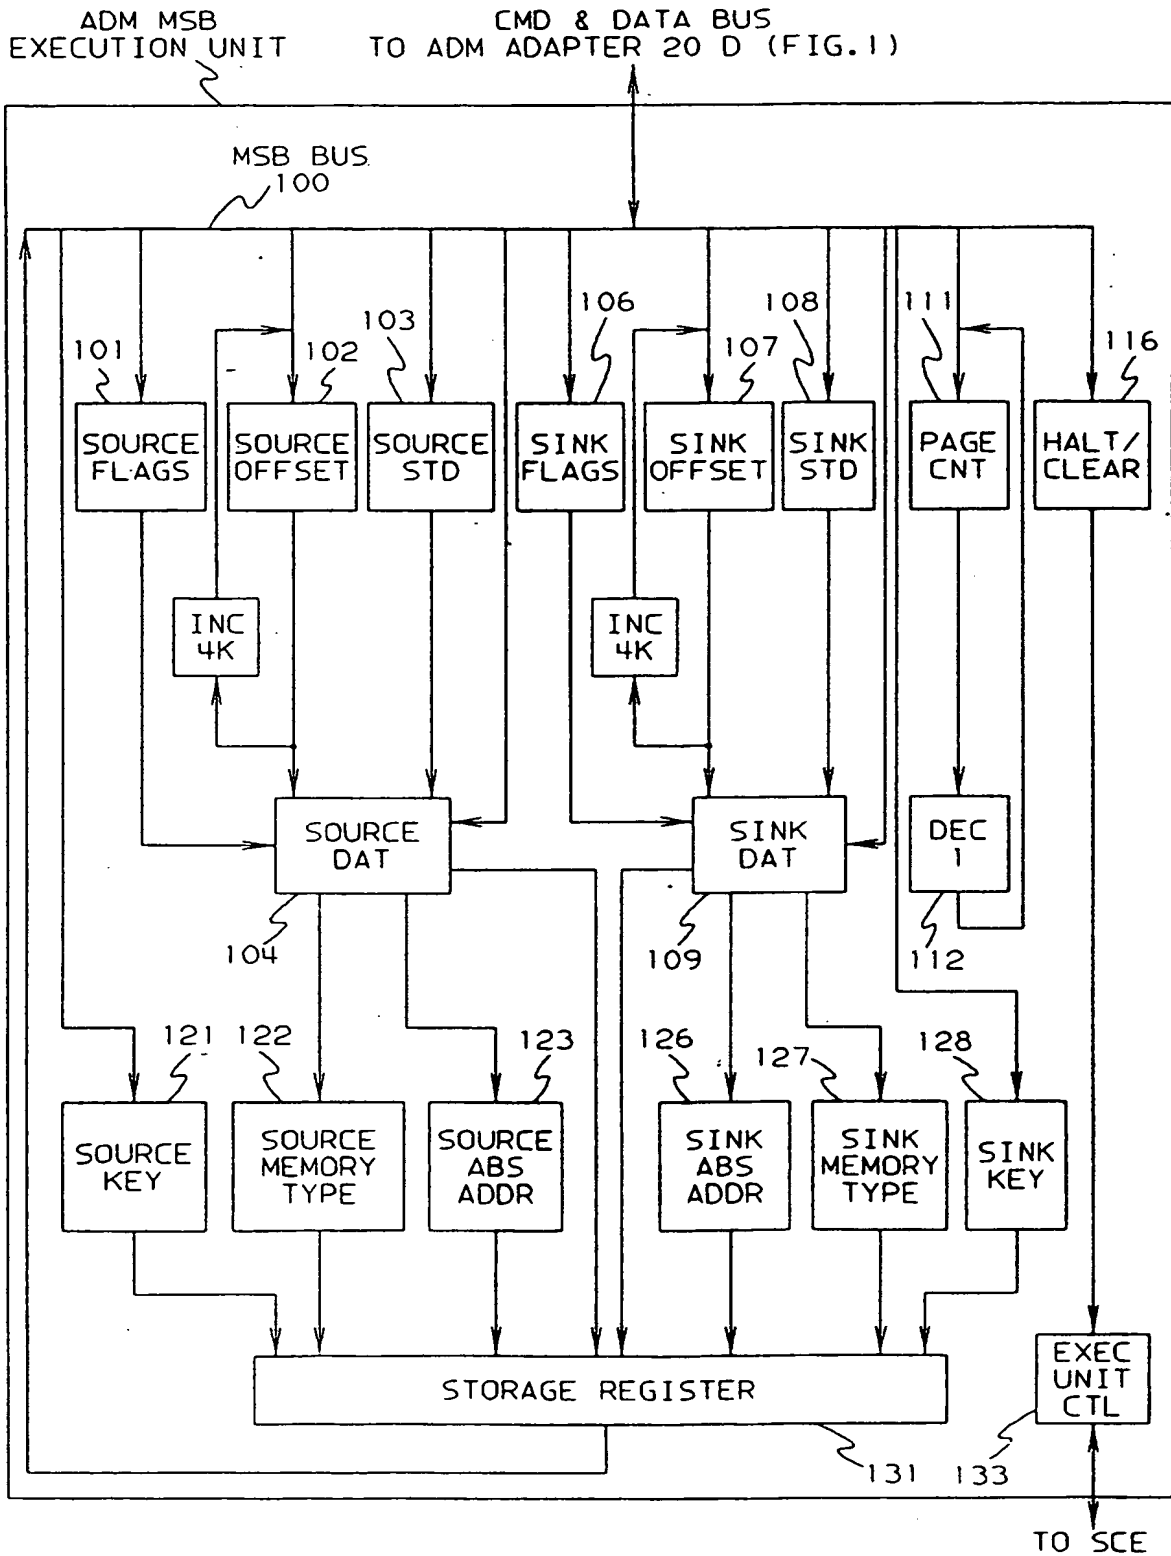 ADM MSB
EXECUTION UNIT
CMD & DATA BUS
TO ADM ADAPTER 20 D (FIG.1)
MSB BUS
100
101
102
103
106
107
108
111
116
SOURCE
FLAGS
SOURCE
OFFSET
SOURCE
STD
SINK
FLAGS
SINK
OFFSET
SINK
STD
PAGE
CNT
HALT/
CLEAR
INC
4K
INC
4K
SOURCE
DAT
SINK
DAT
DEC
1
104
109
112
121
122
123
126
127
128
SOURCE
KEY
SOURCE
MEMORY
TYPE
SOURCE
ABS
ADDR
SINK
ABS
ADDR
SINK
MEMORY
TYPE
SINK
KEY
STORAGE REGISTER
EXEC
UNIT
CTL
131
133
TO SCE